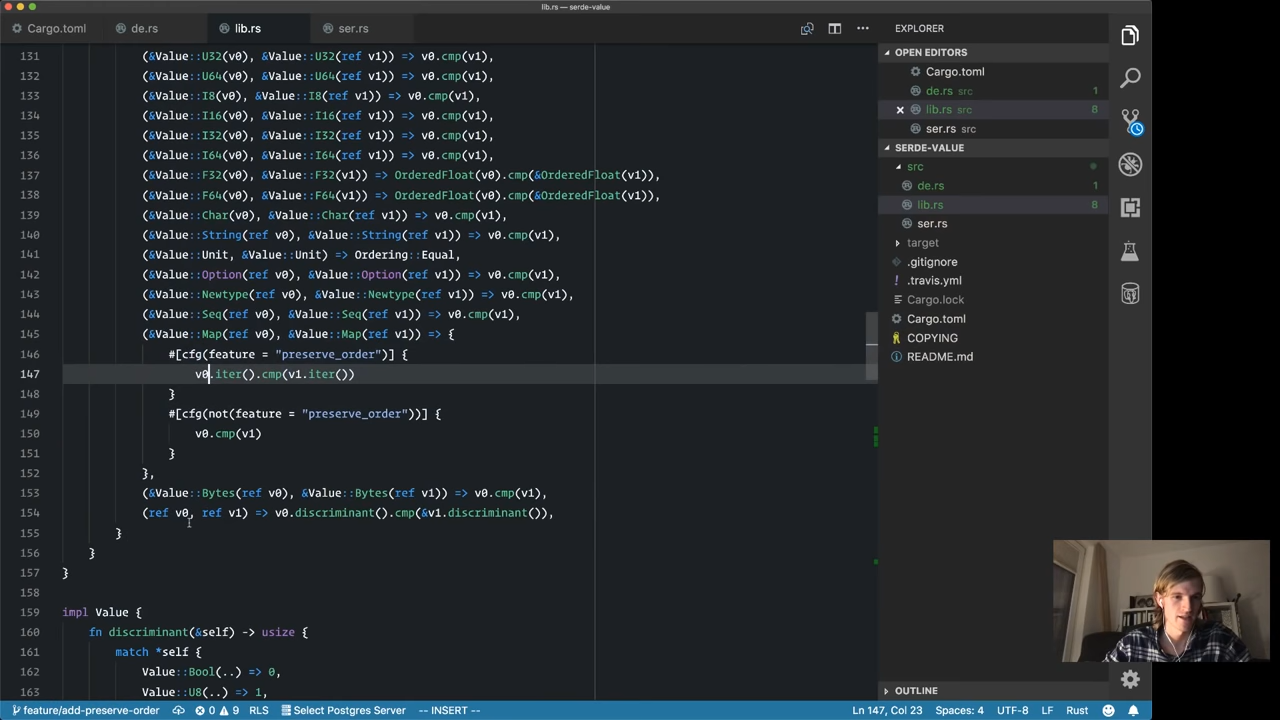 lib.rs — serde-value
Cargo.toml
de.rs
lib.rs
ser.rs
131 (&Value::U32(v0), &Value::U32(ref v1)) => v0.cmp(v1),
132 (&Value::U64(v0), &Value::U64(ref v1)) => v0.cmp(v1),
133 (&Value::I8(v0), &Value::I8(ref v1)) => v0.cmp(v1),
134 (&Value::I16(v0), &Value::I16(ref v1)) => v0.cmp(v1),
135 (&Value::I32(v0), &Value::I32(ref v1)) => v0.cmp(v1),
136 (&Value::I64(v0), &Value::I64(ref v1)) => v0.cmp(v1),
137 (&Value::F32(v0), &Value::F32(v1)) => OrderedFloat(v0).cmp(&OrderedFloat(v1)),
138 (&Value::F64(v0), &Value::F64(v1)) => OrderedFloat(v0).cmp(&OrderedFloat(v1)),
139 (&Value::Char(v0), &Value::Char(ref v1)) => v0.cmp(v1),
140 (&Value::String(ref v0), &Value::String(ref v1)) => v0.cmp(v1),
141 (&Value::Unit, &Value::Unit) => Ordering::Equal,
142 (&Value::Option(ref v0), &Value::Option(ref v1)) => v0.cmp(v1),
143 (&Value::Newtype(ref v0), &Value::Newtype(ref v1)) => v0.cmp(v1),
144 (&Value::Seq(ref v0), &Value::Seq(ref v1)) => v0.cmp(v1),
145 (&Value::Map(ref v0), &Value::Map(ref v1)) => {
146 #[cfg(feature = "preserve_order")] {
147 v0.iter().cmp(v1.iter())
148 }
149 #[cfg(not(feature = "preserve_order"))] {
150 v0.cmp(v1)
151 }
152 },
153 (&Value::Bytes(ref v0), &Value::Bytes(ref v1)) => v0.cmp(v1),
154 (ref v0, ref v1) => v0.discriminant().cmp(&v1.discriminant()),
155 }
156 }
157 }
158
159 impl Value {
160 fn discriminant(&self) -> usize {
161 match *self {
162 Value::Bool(..) => 0,
163 Value::U8(..) => 1,
EXPLORER
OPEN EDITORS
Cargo.toml
de.rs src 1
lib.rs src 8
ser.rs src
SERDE-VALUE
src
de.rs 1
lib.rs 8
ser.rs
target
.gitignore
.travis.yml
Cargo.lock
Cargo.toml
COPYING
README.md
OUTLINE
feature/add-preserve-order 0 9 RLS Select Postgres Server -- INSERT -- Ln 147, Col 23 Spaces: 4 UTF-8 LF Rust